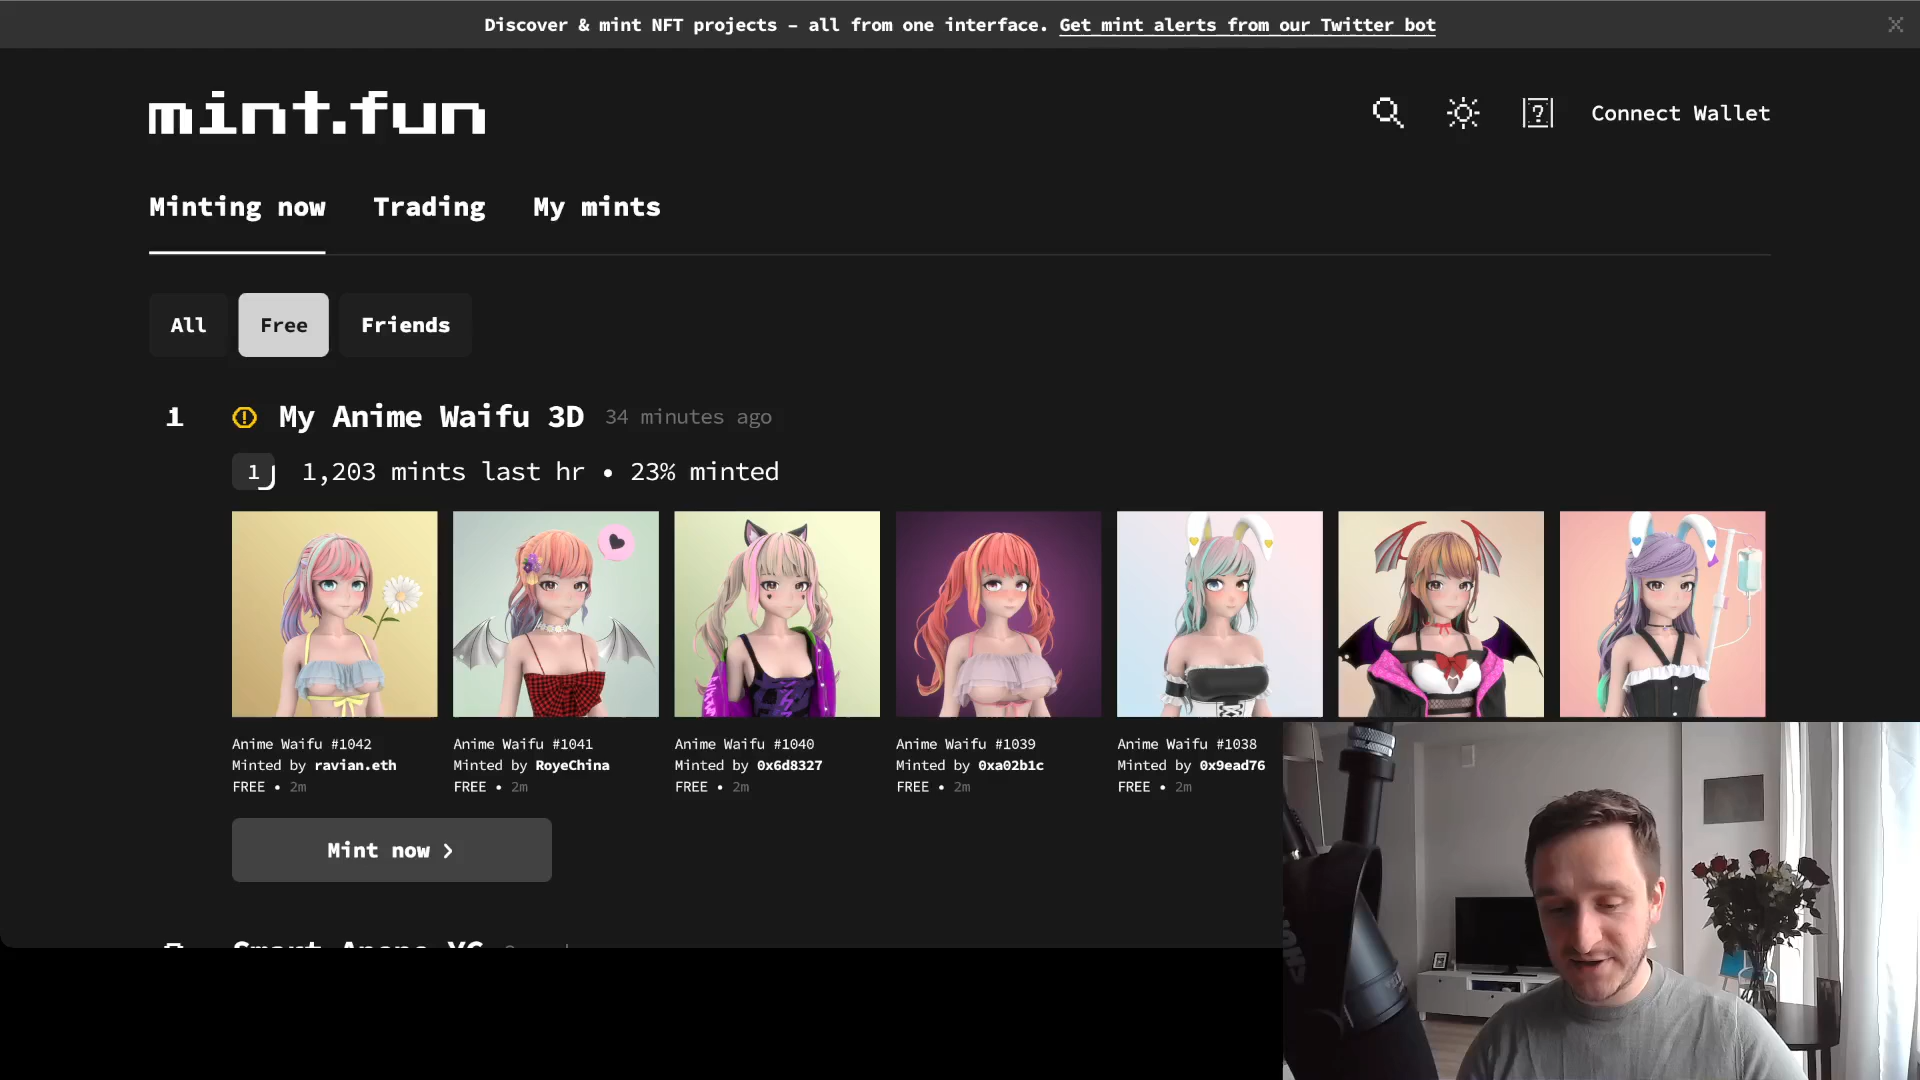 Discover & mint NFT projects – all from one interface. Get mint alerts from our Twitter bot
mint.fun
Connect Wallet
Minting now Trading My mints
All Free Friends
1 My Anime Waifu 3D 34 minutes ago
1 1,203 mints last hr • 23% minted
Anime Waifu #1042
Minted by ravian.eth
FREE • 2m
Anime Waifu #1041
Minted by RoyeChina
FREE • 2m
Anime Waifu #1040
Minted by 0x6d8327
FREE • 2m
Anime Waifu #1039
Minted by 0xa02b1c
FREE • 2m
Anime Waifu #1038
Minted by 0x9ead76
FREE • 2m
Mint now >